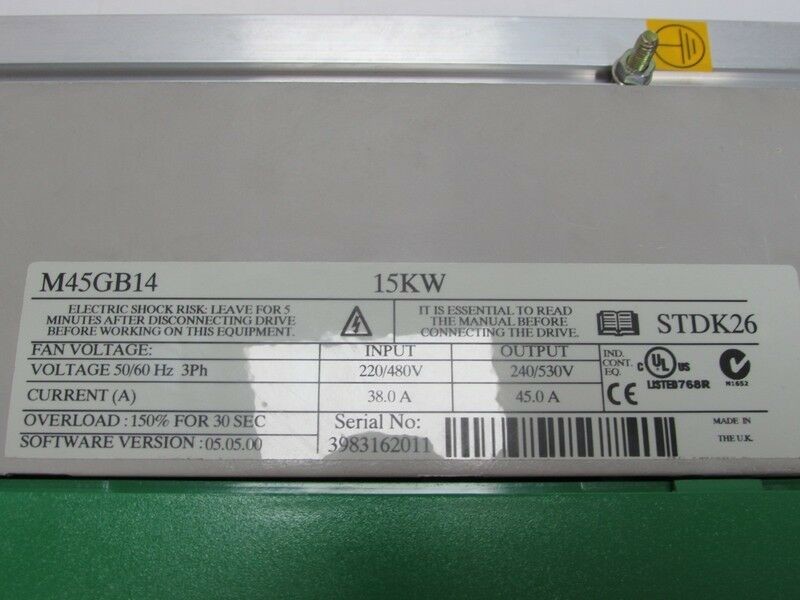 M45GB14 15KW
ELECTRIC SHOCK RISK: LEAVE FOR 5
MINUTES AFTER DISCONNECTING DRIVE
BEFORE WORKING ON THIS EQUIPMENT.
IT IS ESSENTIAL TO READ
THE MANUAL BEFORE
CONNECTING THE DRIVE.
STDK26
FAN VOLTAGE: INPUT OUTPUT
VOLTAGE 50/60 Hz 3Ph 220/480V 240/530V
CURRENT (A) 38.0 A 45.0 A
IND.
CONT.
EQ.
C UL US
LISTED 768R
CE
N1652
OVERLOAD : 150% FOR 30 SEC
SOFTWARE VERSION : 05.05.00
Serial No:
3983162011
MADE IN
THE U.K.